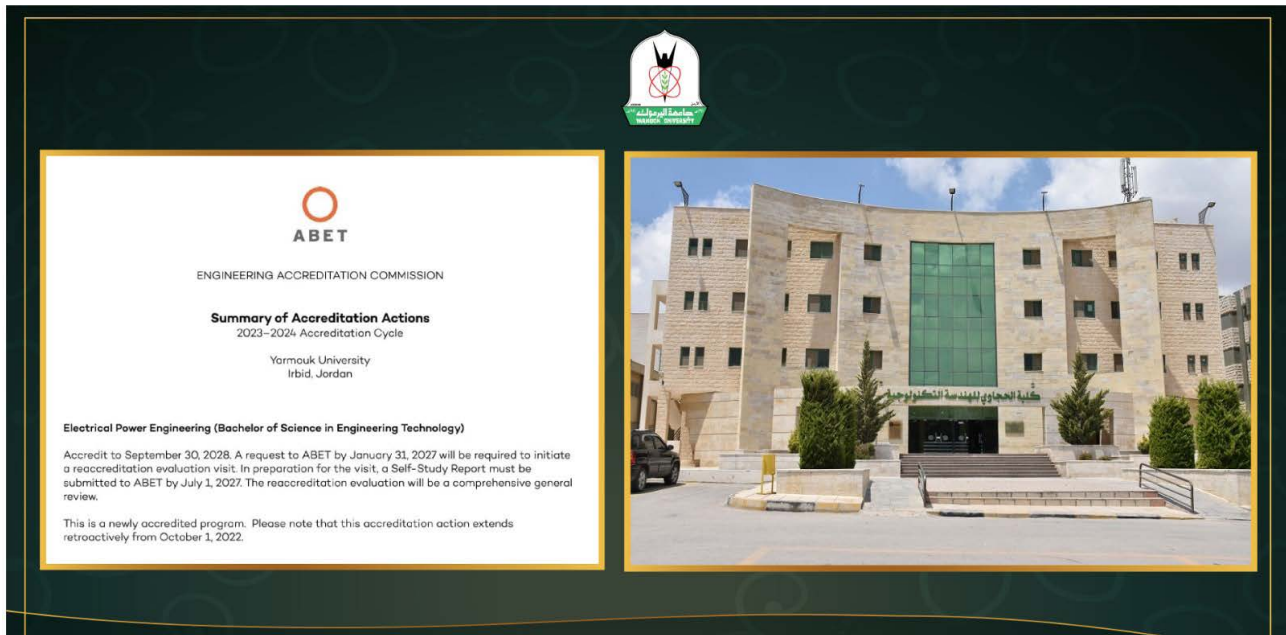 جامعة اليرموك
YARMOUK UNIVERSITY
ABET
ENGINEERING ACCREDITATION COMMISSION
Summary of Accreditation Actions
2023–2024 Accreditation Cycle
Yarmouk University
Irbid, Jordan
Electrical Power Engineering (Bachelor of Science in Engineering Technology)
Accredit to September 30, 2028. A request to ABET by January 31, 2027 will be required to initiate
a reaccreditation evaluation visit. In preparation for the visit, a Self-Study Report must be
submitted to ABET by July 1, 2027. The reaccreditation evaluation will be a comprehensive general
review.
This is a newly accredited program. Please note that this accreditation action extends
retroactively from October 1, 2022.
كلية الحجاوي للهندسة التكنولوجية